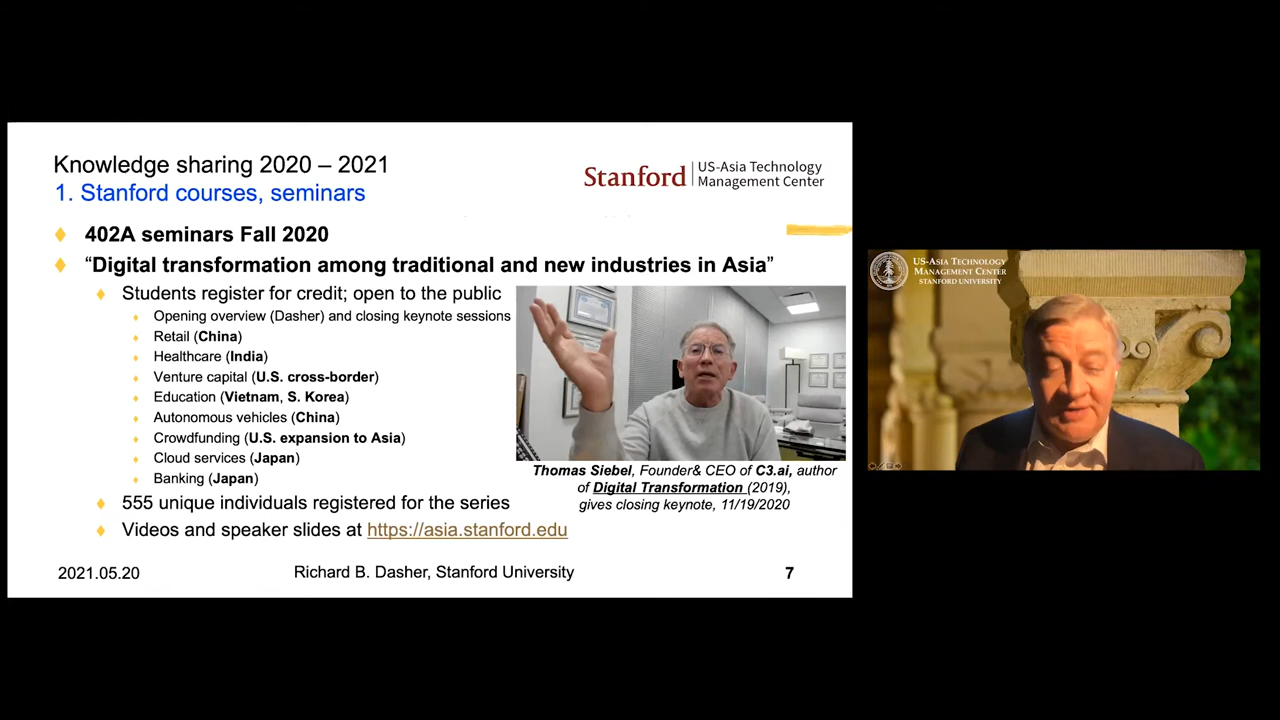 Knowledge sharing 2020 – 2021
1. Stanford courses, seminars
Stanford
US-Asia Technology
Management Center
402A seminars Fall 2020
“Digital transformation among traditional and new industries in Asia”
Students register for credit; open to the public
Opening overview (Dasher) and closing keynote sessions
Retail (China)
Healthcare (India)
Venture capital (U.S. cross-border)
Education (Vietnam, S. Korea)
Autonomous vehicles (China)
Crowdfunding (U.S. expansion to Asia)
Cloud services (Japan)
Banking (Japan)
Thomas Siebel, Founder& CEO of C3.ai, author
of Digital Transformation (2019),
gives closing keynote, 11/19/2020
555 unique individuals registered for the series
Videos and speaker slides at https://asia.stanford.edu
2021.05.20
Richard B. Dasher, Stanford University
7
US-Asia Technology
Management Center
Stanford University